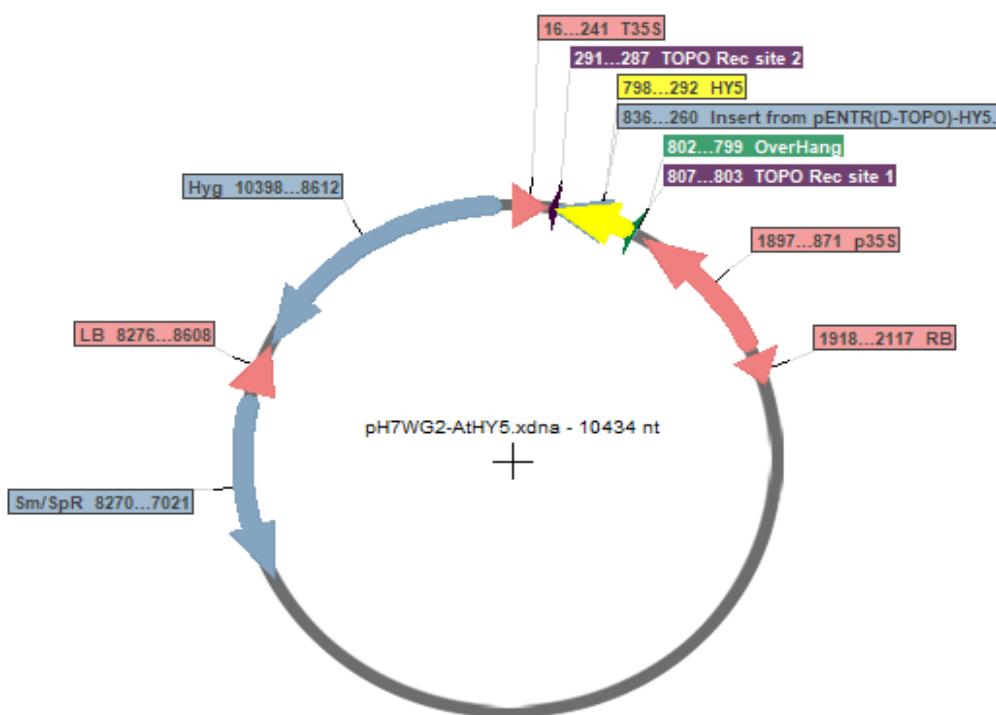 16...241 T35S
291...287 TOPO Rec site 2
798...292 HY5
836...260 Insert from pENTR(D-TOPO)-HY5.
802...799 OverHang
807...803 TOPO Rec site 1
Hyg 10398...8612
1897...871 p35S
LB 8276...8608
1918...2117 RB
pH7WG2-AtHY5.xdna - 10434 nt
Sm/SpR 8270...7021